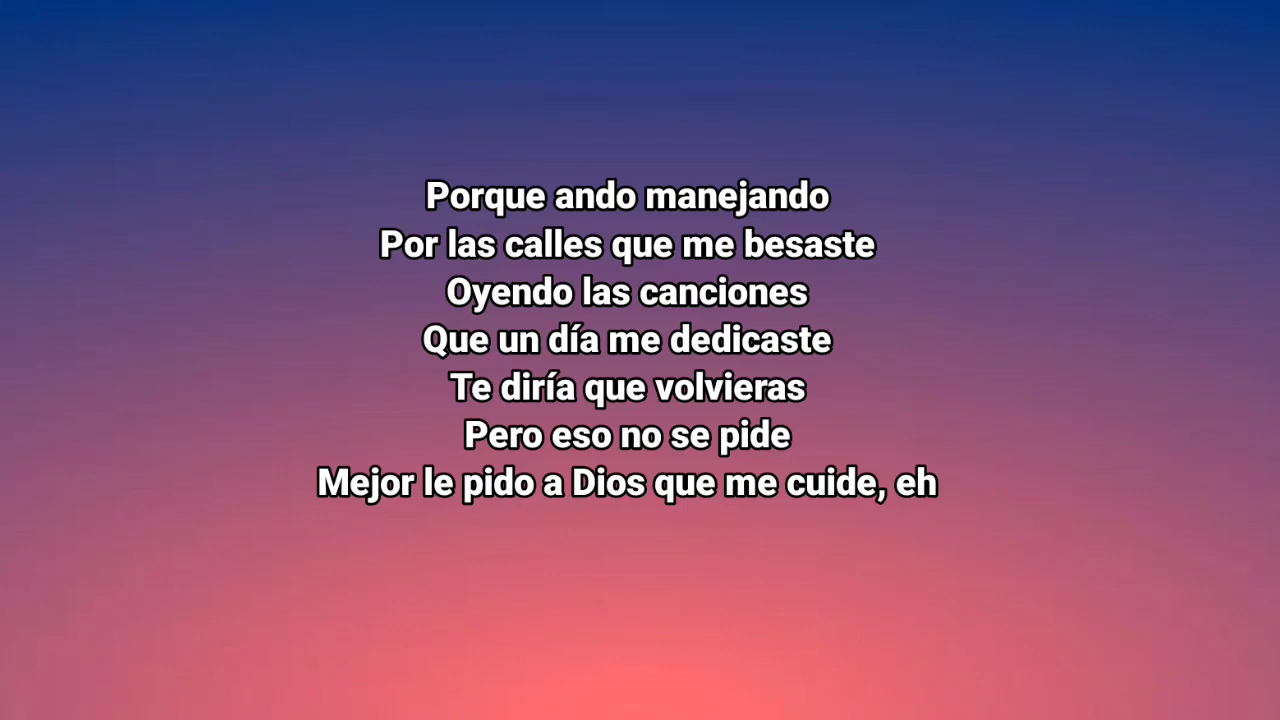 Porque ando manejando
Por las calles que me besaste
Oyendo las canciones
Que un día me dedicaste
Te diría que volvieras
Pero eso no se pide
Mejor le pido a Dios que me cuide, eh